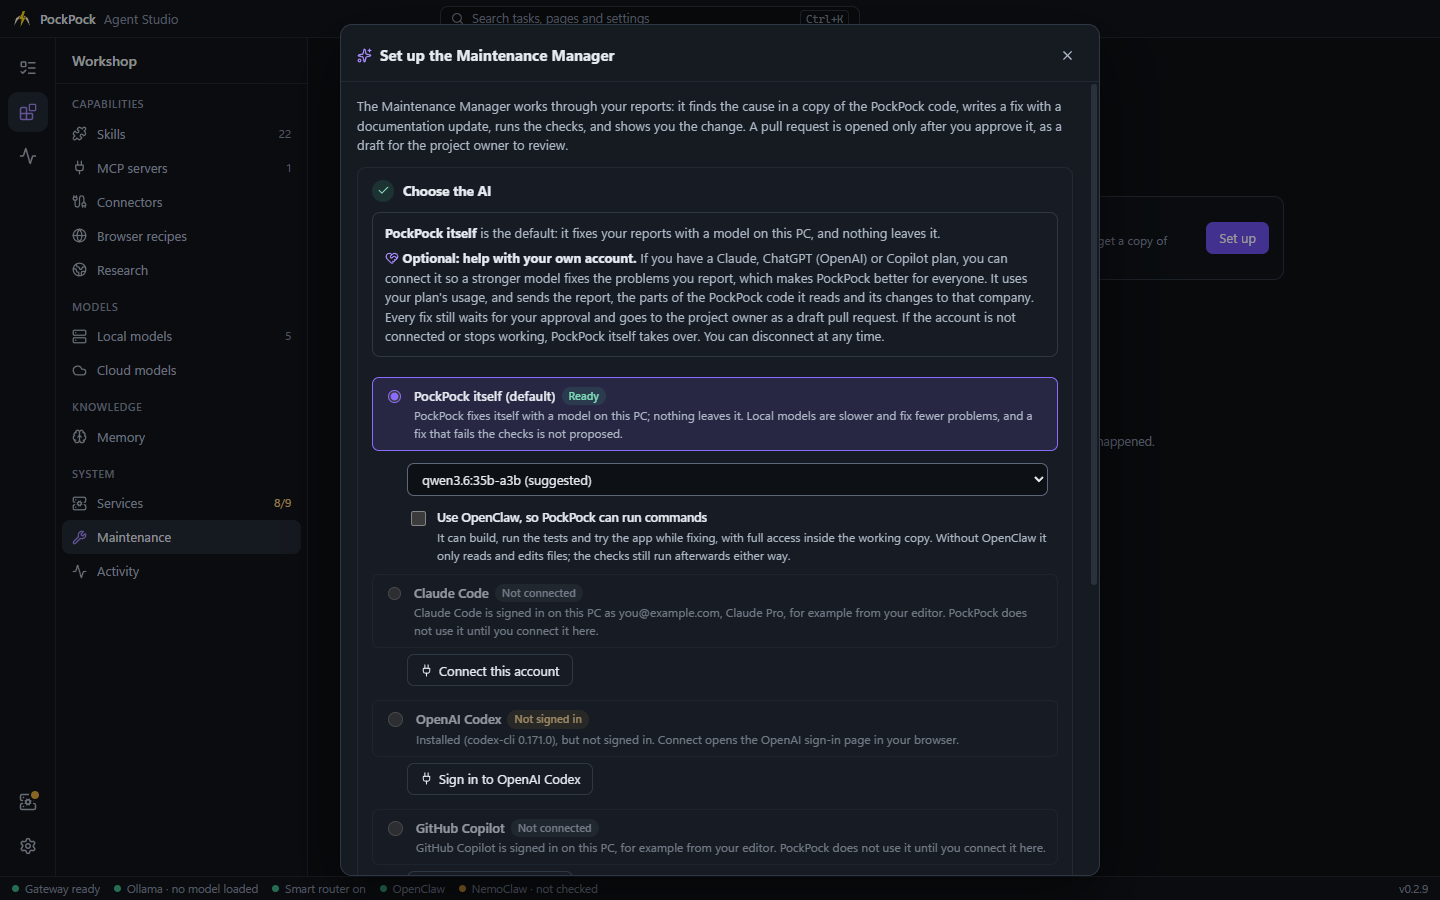 PockPock Agent Studio
Search tasks, pages and settings
Ctrl+K
Workshop
CAPABILITIES
Skills 22
MCP servers 1
Connectors
Browser recipes
Research
MODELS
Local models 5
Cloud models
KNOWLEDGE
Memory
SYSTEM
Services 8/9
Maintenance
Activity
Set up the Maintenance Manager
The Maintenance Manager works through your reports: it finds the cause in a copy of the PockPock code, writes a fix with a
documentation update, runs the checks, and shows you the change. A pull request is opened only after you approve it, as a
draft for the project owner to review.
Choose the AI
PockPock itself is the default: it fixes your reports with a model on this PC, and nothing leaves it.
Optional: help with your own account. If you have a Claude, ChatGPT (OpenAI) or Copilot plan, you can
connect it so a stronger model fixes the problems you report, which makes PockPock better for everyone. It uses
your plan's usage, and sends the report, the parts of the PockPock code it reads and its changes to that company.
Every fix still waits for your approval and goes to the project owner as a draft pull request. If the account is not
connected or stops working, PockPock itself takes over. You can disconnect at any time.
PockPock itself (default) Ready
PockPock fixes itself with a model on this PC; nothing leaves it. Local models are slower and fix fewer problems, and a
fix that fails the checks is not proposed.
qwen3.6:35b-a3b (suggested)
Use OpenClaw, so PockPock can run commands
It can build, run the tests and try the app while fixing, with full access inside the working copy. Without OpenClaw it
only reads and edits files; the checks still run afterwards either way.
Claude Code Not connected
Claude Code is signed in on this PC as you@example.com, Claude Pro, for example from your editor. PockPock does
not use it until you connect it here.
Connect this account
OpenAI Codex Not signed in
Installed (codex-cli 0.171.0), but not signed in. Connect opens the OpenAI sign-in page in your browser.
Sign in to OpenAI Codex
GitHub Copilot Not connected
GitHub Copilot is signed in on this PC, for example from your editor. PockPock does not use it until you connect it here.
get a copy of
Set up
happened.
Gateway ready
Ollama · no model loaded
Smart router on
OpenClaw
NemoClaw · not checked
v0.2.9